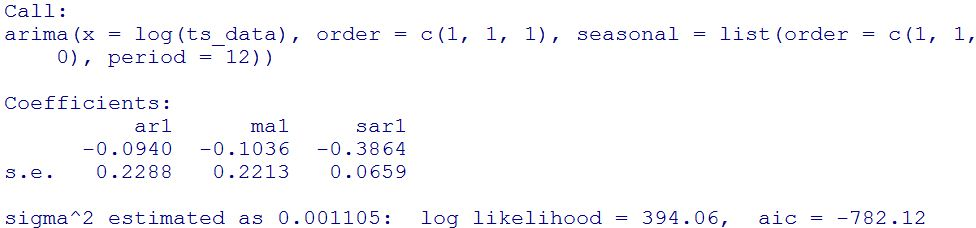 Call:
arima(x = log(ts_data), order = c(1, 1, 1), seasonal = list(order = c(1, 1,
    0), period = 12))
Coefficients:
          ar1      ma1     sar1
      -0.0940  -0.1036  -0.3864
s.e.   0.2288   0.2213   0.0659
sigma^2 estimated as 0.001105:  log likelihood = 394.06,  aic = -782.12